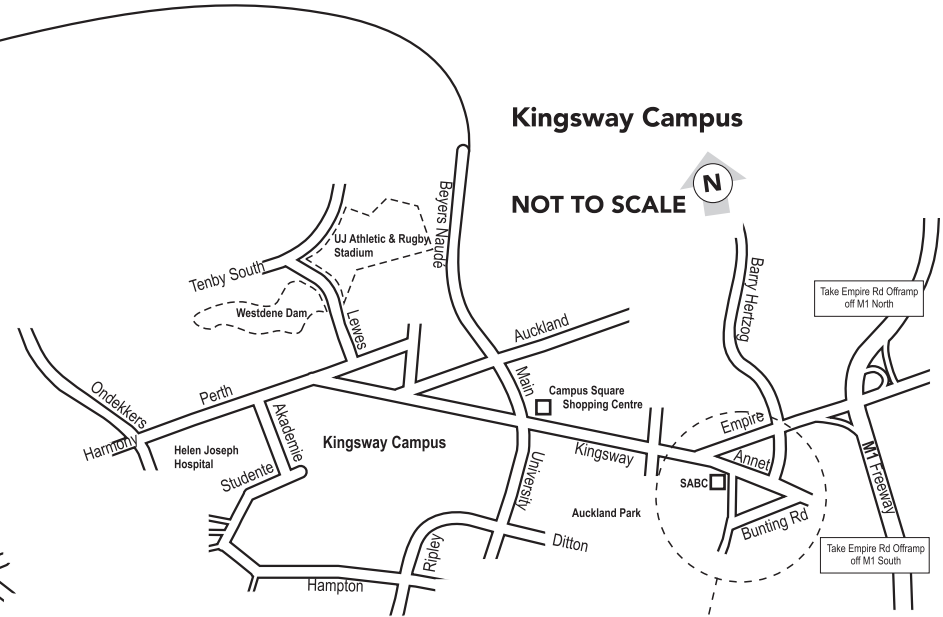 Kingsway Campus
N
NOT TO SCALE
Beyers Naudé
UJ Athletic & Rugby
Stadium
Tenby South
Westdene Dam
Lewes
Barry Hertzog
Take Empire Rd Offramp
off M1 North
Auckland
Main
Campus Square
Shopping Centre
Ondekkers
Perth
Harmony
Akademie
Helen Joseph
Hospital
Kingsway Campus
Studente
Kingsway
Empire
Annet
SABC
M1 Freeway
University
Auckland Park
Bunting Rd
Ditton
Ripley
Hampton
Take Empire Rd Offramp
off M1 South